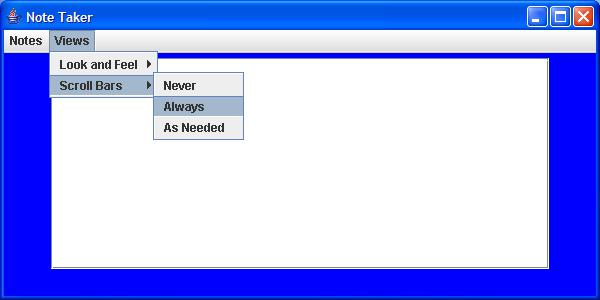 Note Taker
Notes Views
Look and Feel
Scroll Bars
Never
Always
As Needed